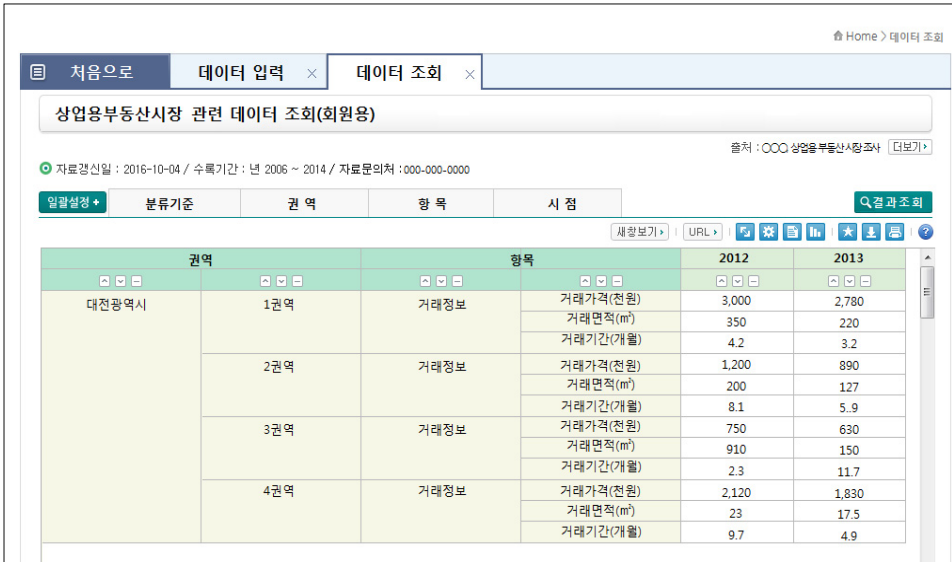 Home > 데이터 조회
처음으로 데이터 입력 × 데이터 조회 ×
상업용부동산시장 관련 데이터 조회(회원용)
출처 : ○○○ 상업용부동산시장조사 더보기
자료갱신일 : 2016-10-04 / 수록기간 : 년 2006 ~ 2014 / 자료문의처 : 000-000-0000
일괄설정 + 분류기준 권 역 항 목 시 점 결과조회
새창보기 URL
권역 항목 2012 2013
대전광역시 1권역 거래정보 거래가격(천원) 3,000 2,780
거래면적(㎡) 350 220
거래기간(개월) 4.2 3.2
2권역 거래정보 거래가격(천원) 1,200 890
거래면적(㎡) 200 127
거래기간(개월) 8.1 5..9
3권역 거래정보 거래가격(천원) 750 630
거래면적(㎡) 910 150
거래기간(개월) 2.3 11.7
4권역 거래정보 거래가격(천원) 2,120 1,830
거래면적(㎡) 23 17.5
거래기간(개월) 9.7 4.9